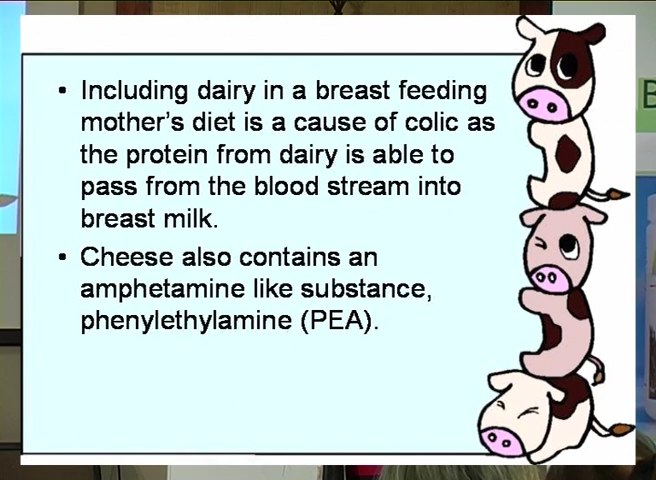 • Including dairy in a breast feeding
mother's diet is a cause of colic as
the protein from dairy is able to
pass from the blood stream into
breast milk.
• Cheese also contains an
amphetamine like substance,
phenylethylamine (PEA).
B